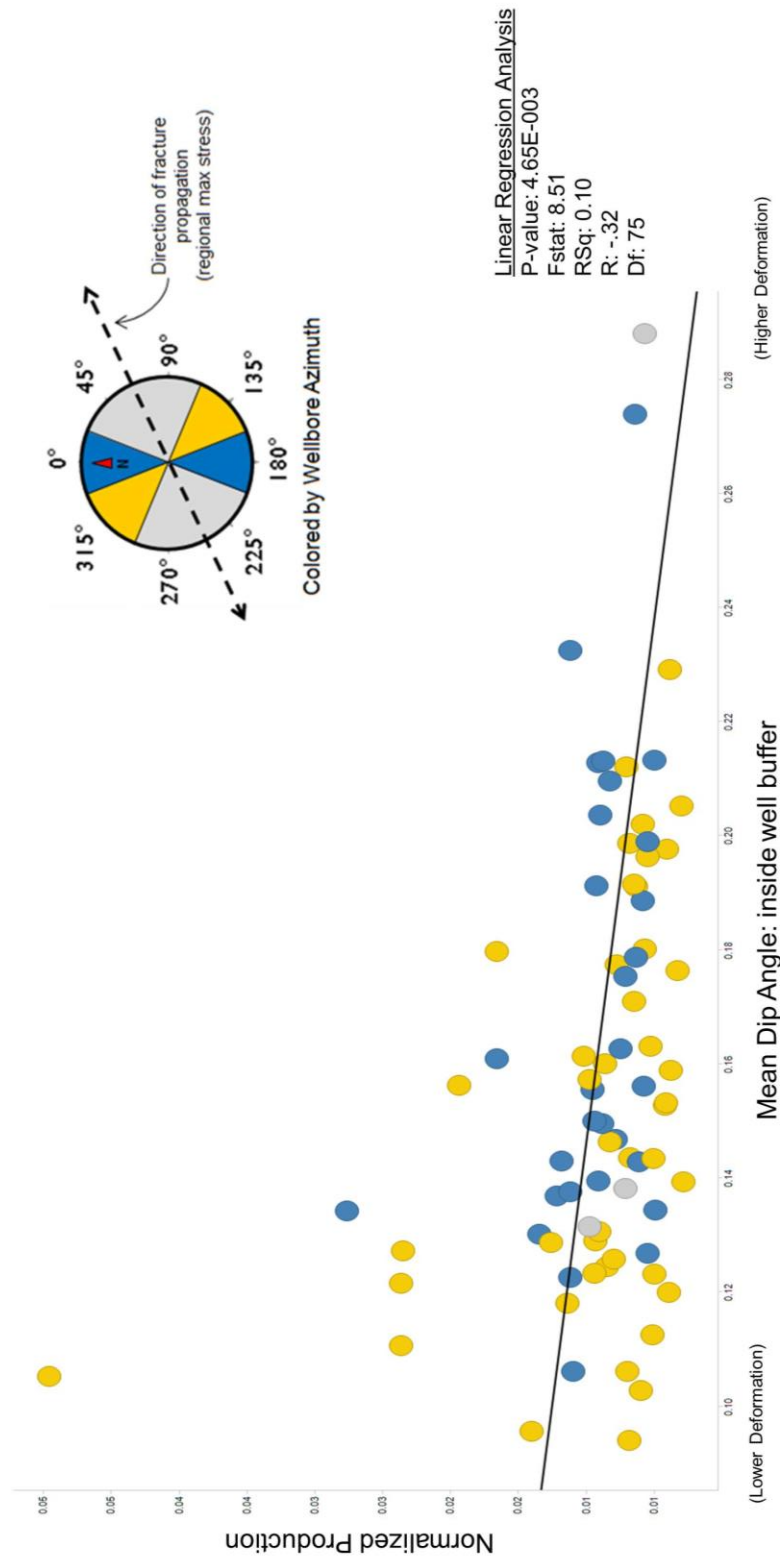 0°
45°
90°
135°
180°
225°
270°
315°
N
Direction of fracture
propagation
(regional max stress)
Colored by Wellbore Azimuth
Linear Regression Analysis
P-value: 4.65E-003
Fstat: 8.51
RSq: 0.10
R: -.32
Df: 75
Normalized Production
0.05
0.05
0.04
0.04
0.03
0.03
0.02
0.02
0.01
0.01
0.10
0.12
0.14
0.16
0.18
0.20
0.22
0.24
0.26
0.28
(Lower Deformation)
Mean Dip Angle: inside well buffer
(Higher Deformation)